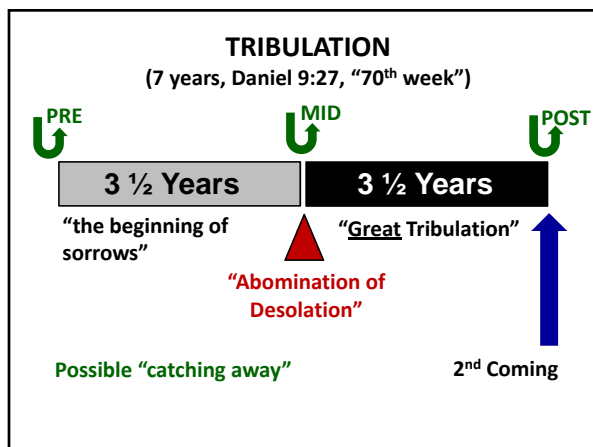 TRIBULATION
(7 years, Daniel 9:27, “70th week”)
PRE
MID
POST
3 ½ Years
3 ½ Years
“the beginning of
sorrows”
“Great Tribulation”
“Abomination of
Desolation”
Possible “catching away”
2nd Coming